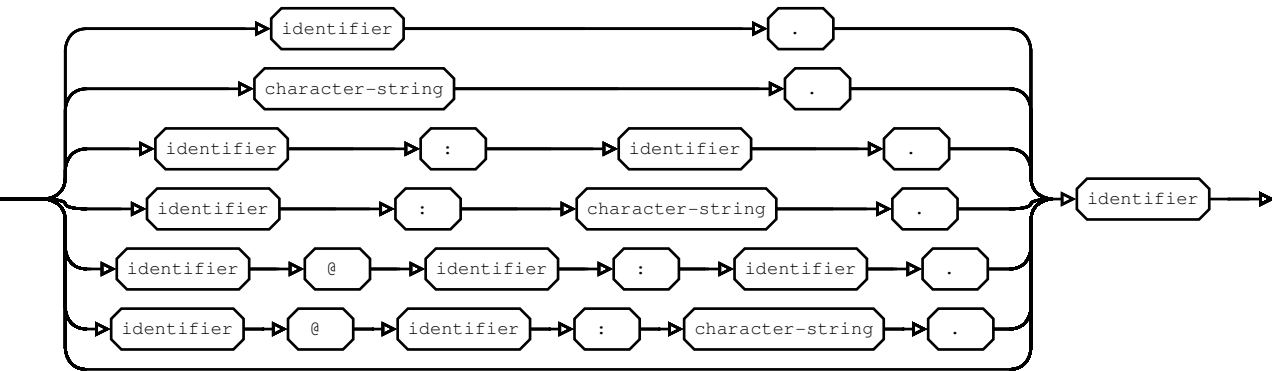 identifier .
character-string .
identifier : identifier .
identifier : character-string .
identifier
identifier @ identifier : identifier .
identifier @ identifier : character-string .